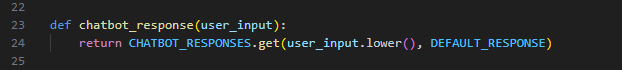 22
23 def chatbot_response(user_input):
24 return CHATBOT_RESPONSES.get(user_input.lower(), DEFAULT_RESPONSE)
25